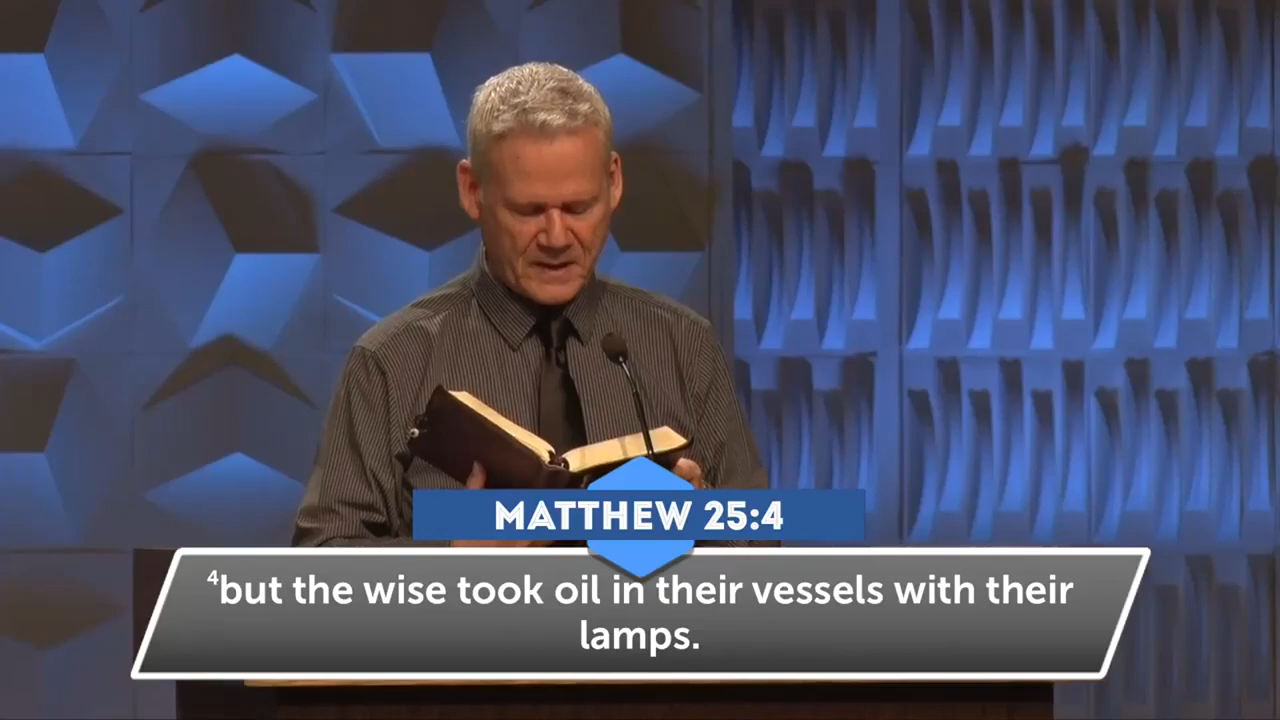 MATTHEW 25:4
⁴but the wise took oil in their vessels with their
lamps.